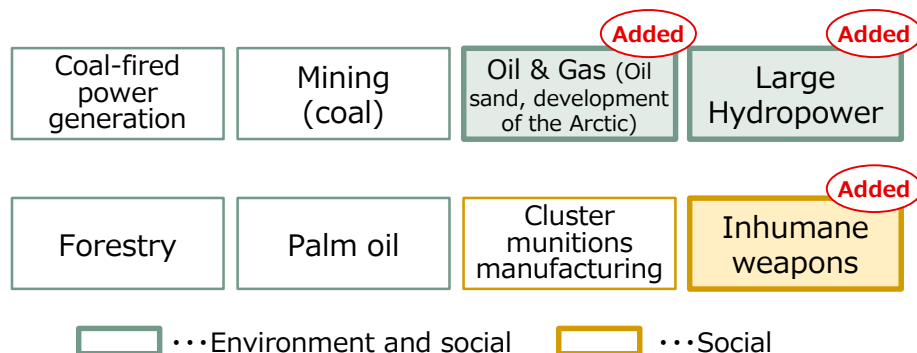 Added
Added
Coal-fired
power
generation
Mining
(coal)
Oil & Gas (Oil
sand, development
of the Arctic)
Large
Hydropower
Added
Forestry
Palm oil
Cluster
munitions
manufacturing
Inhumane
weapons
···Environment and social
···Social